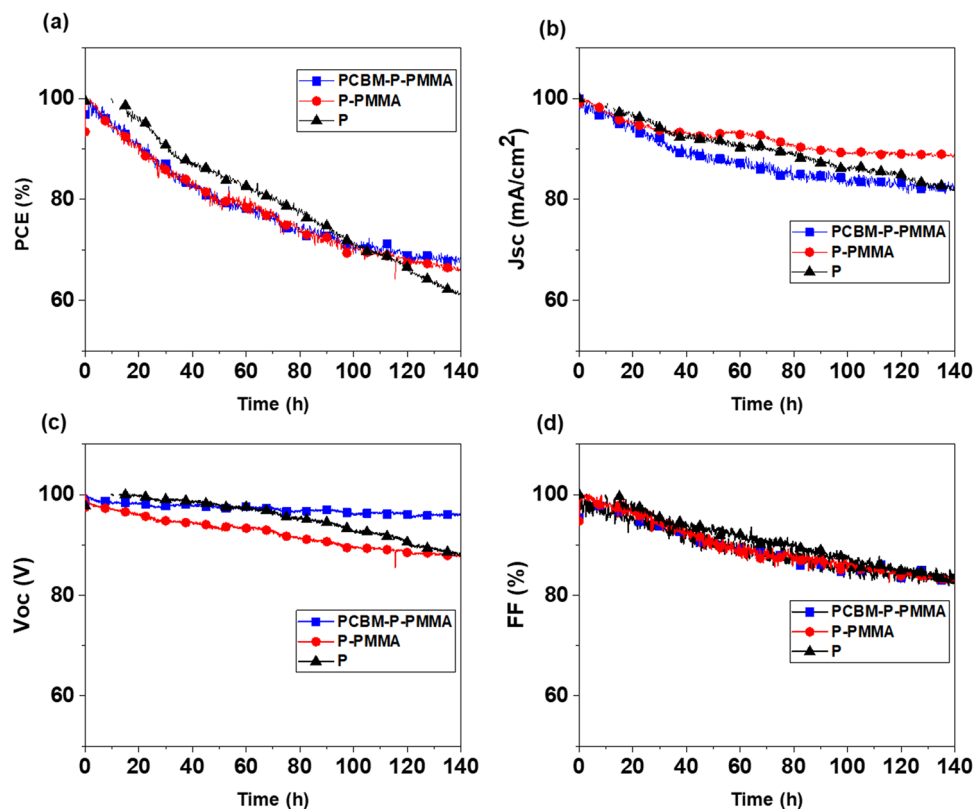 (a)
PCE (%)
100
80
60
0 20 40 60 80 100 120 140
Time (h)
PCBM-P-PMMA
P-PMMA
P
(b)
Jsc (mA/cm²)
100
80
60
0 20 40 60 80 100 120 140
Time (h)
PCBM-P-PMMA
P-PMMA
P
(c)
Voc (V)
100
80
60
0 20 40 60 80 100 120 140
Time (h)
PCBM-P-PMMA
P-PMMA
P
(d)
FF (%)
100
80
60
0 20 40 60 80 100 120 140
Time (h)
PCBM-P-PMMA
P-PMMA
P